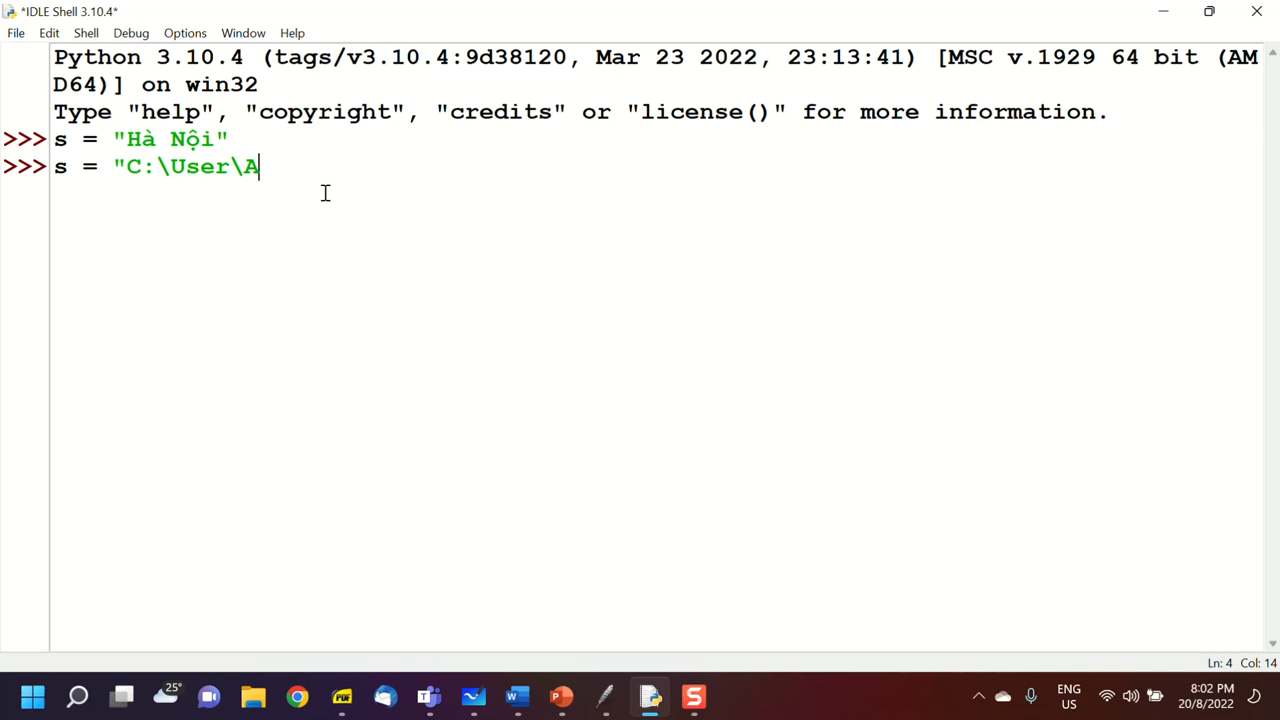 *IDLE Shell 3.10.4*
File Edit Shell Debug Options Window Help
Python 3.10.4 (tags/v3.10.4:9d38120, Mar 23 2022, 23:13:41) [MSC v.1929 64 bit (AM
D64)] on win32
Type "help", "copyright", "credits" or "license()" for more information.
>>> s = "Hà Nội"
>>> s = "C:\User\A
Ln: 4 Col: 14
25°
PDF
ENG
US
8:02 PM
20/8/2022